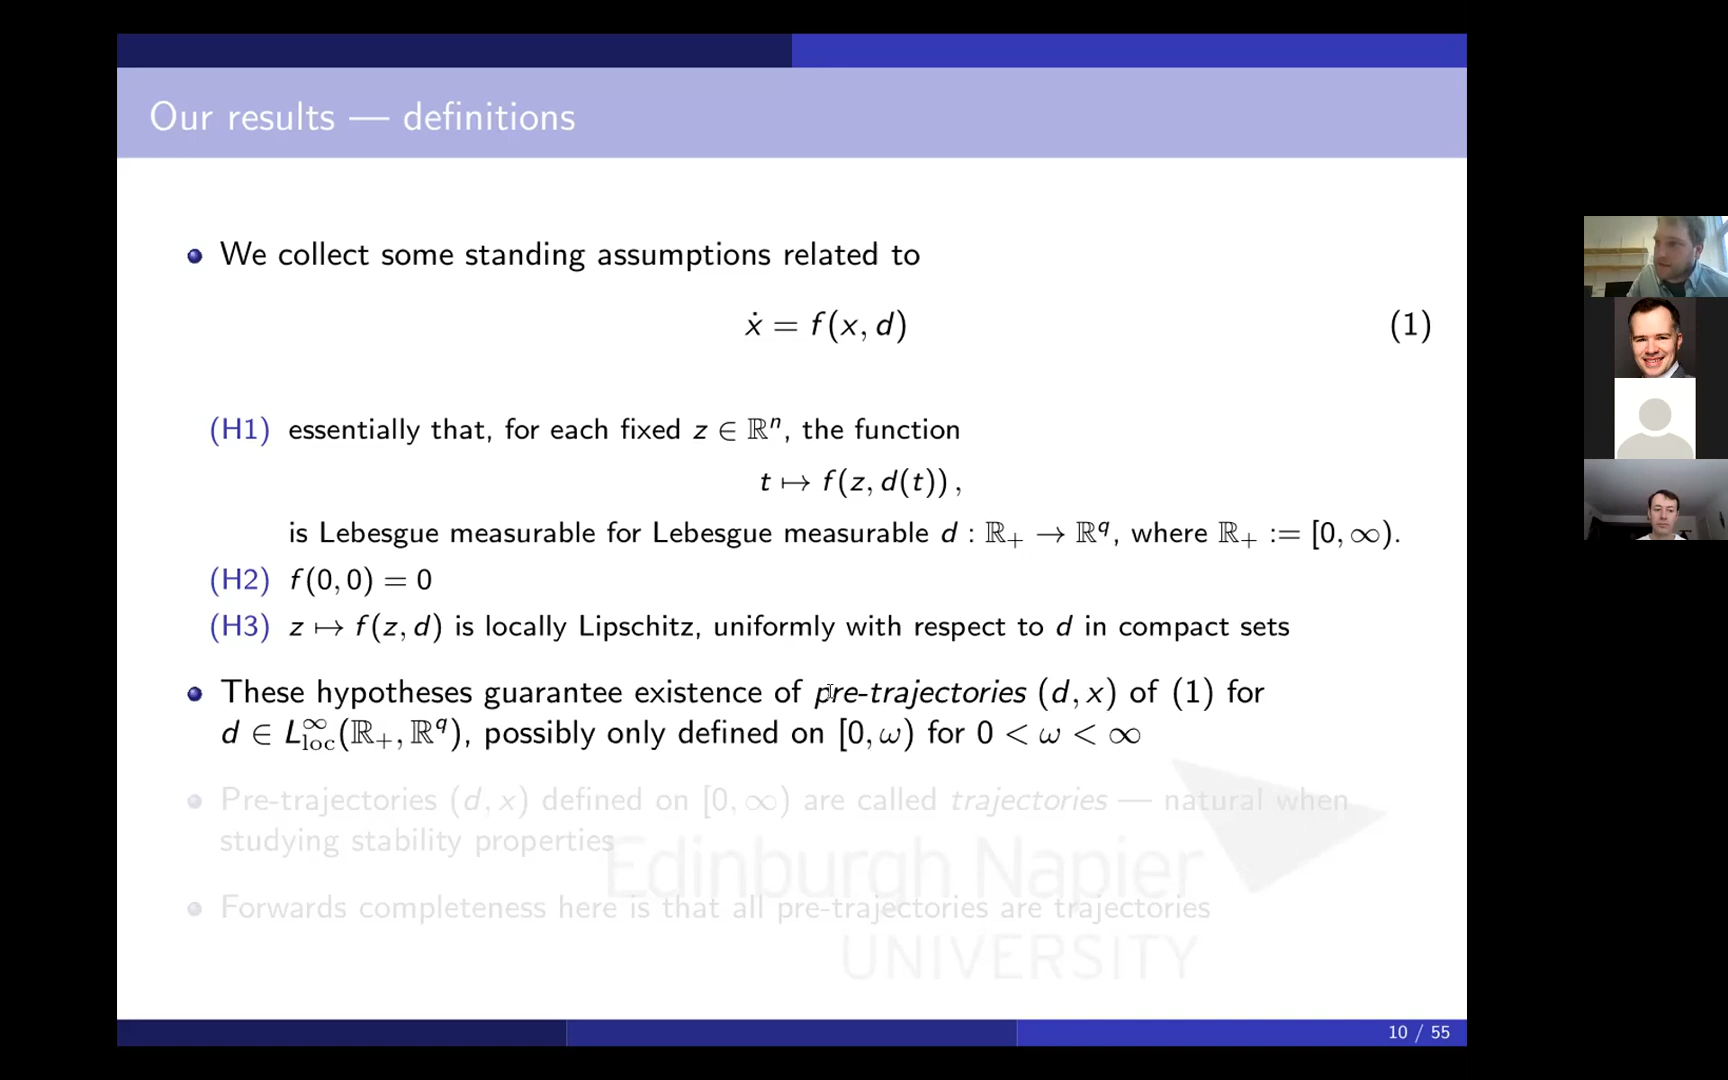 Our results — definitions
We collect some standing assumptions related to
ẋ = f(x, d) (1)
(H1) essentially that, for each fixed z ∈ ℝⁿ, the function
t ↦ f(z, d(t)) ,
is Lebesgue measurable for Lebesgue measurable d : ℝ₊ → ℝ^q, where ℝ₊ := [0, ∞).
(H2) f(0, 0) = 0
(H3) z ↦ f(z, d) is locally Lipschitz, uniformly with respect to d in compact sets
These hypotheses guarantee existence of pre-trajectories (d, x) of (1) for
d ∈ L^∞_loc(ℝ₊, ℝ^q), possibly only defined on [0, ω) for 0 < ω < ∞
Pre-trajectories (d, x) defined on [0, ∞) are called trajectories — natural when
studying stability properties
Forwards completeness here is that all pre-trajectories are trajectories
Edinburgh Napier
UNIVERSITY
10 / 55